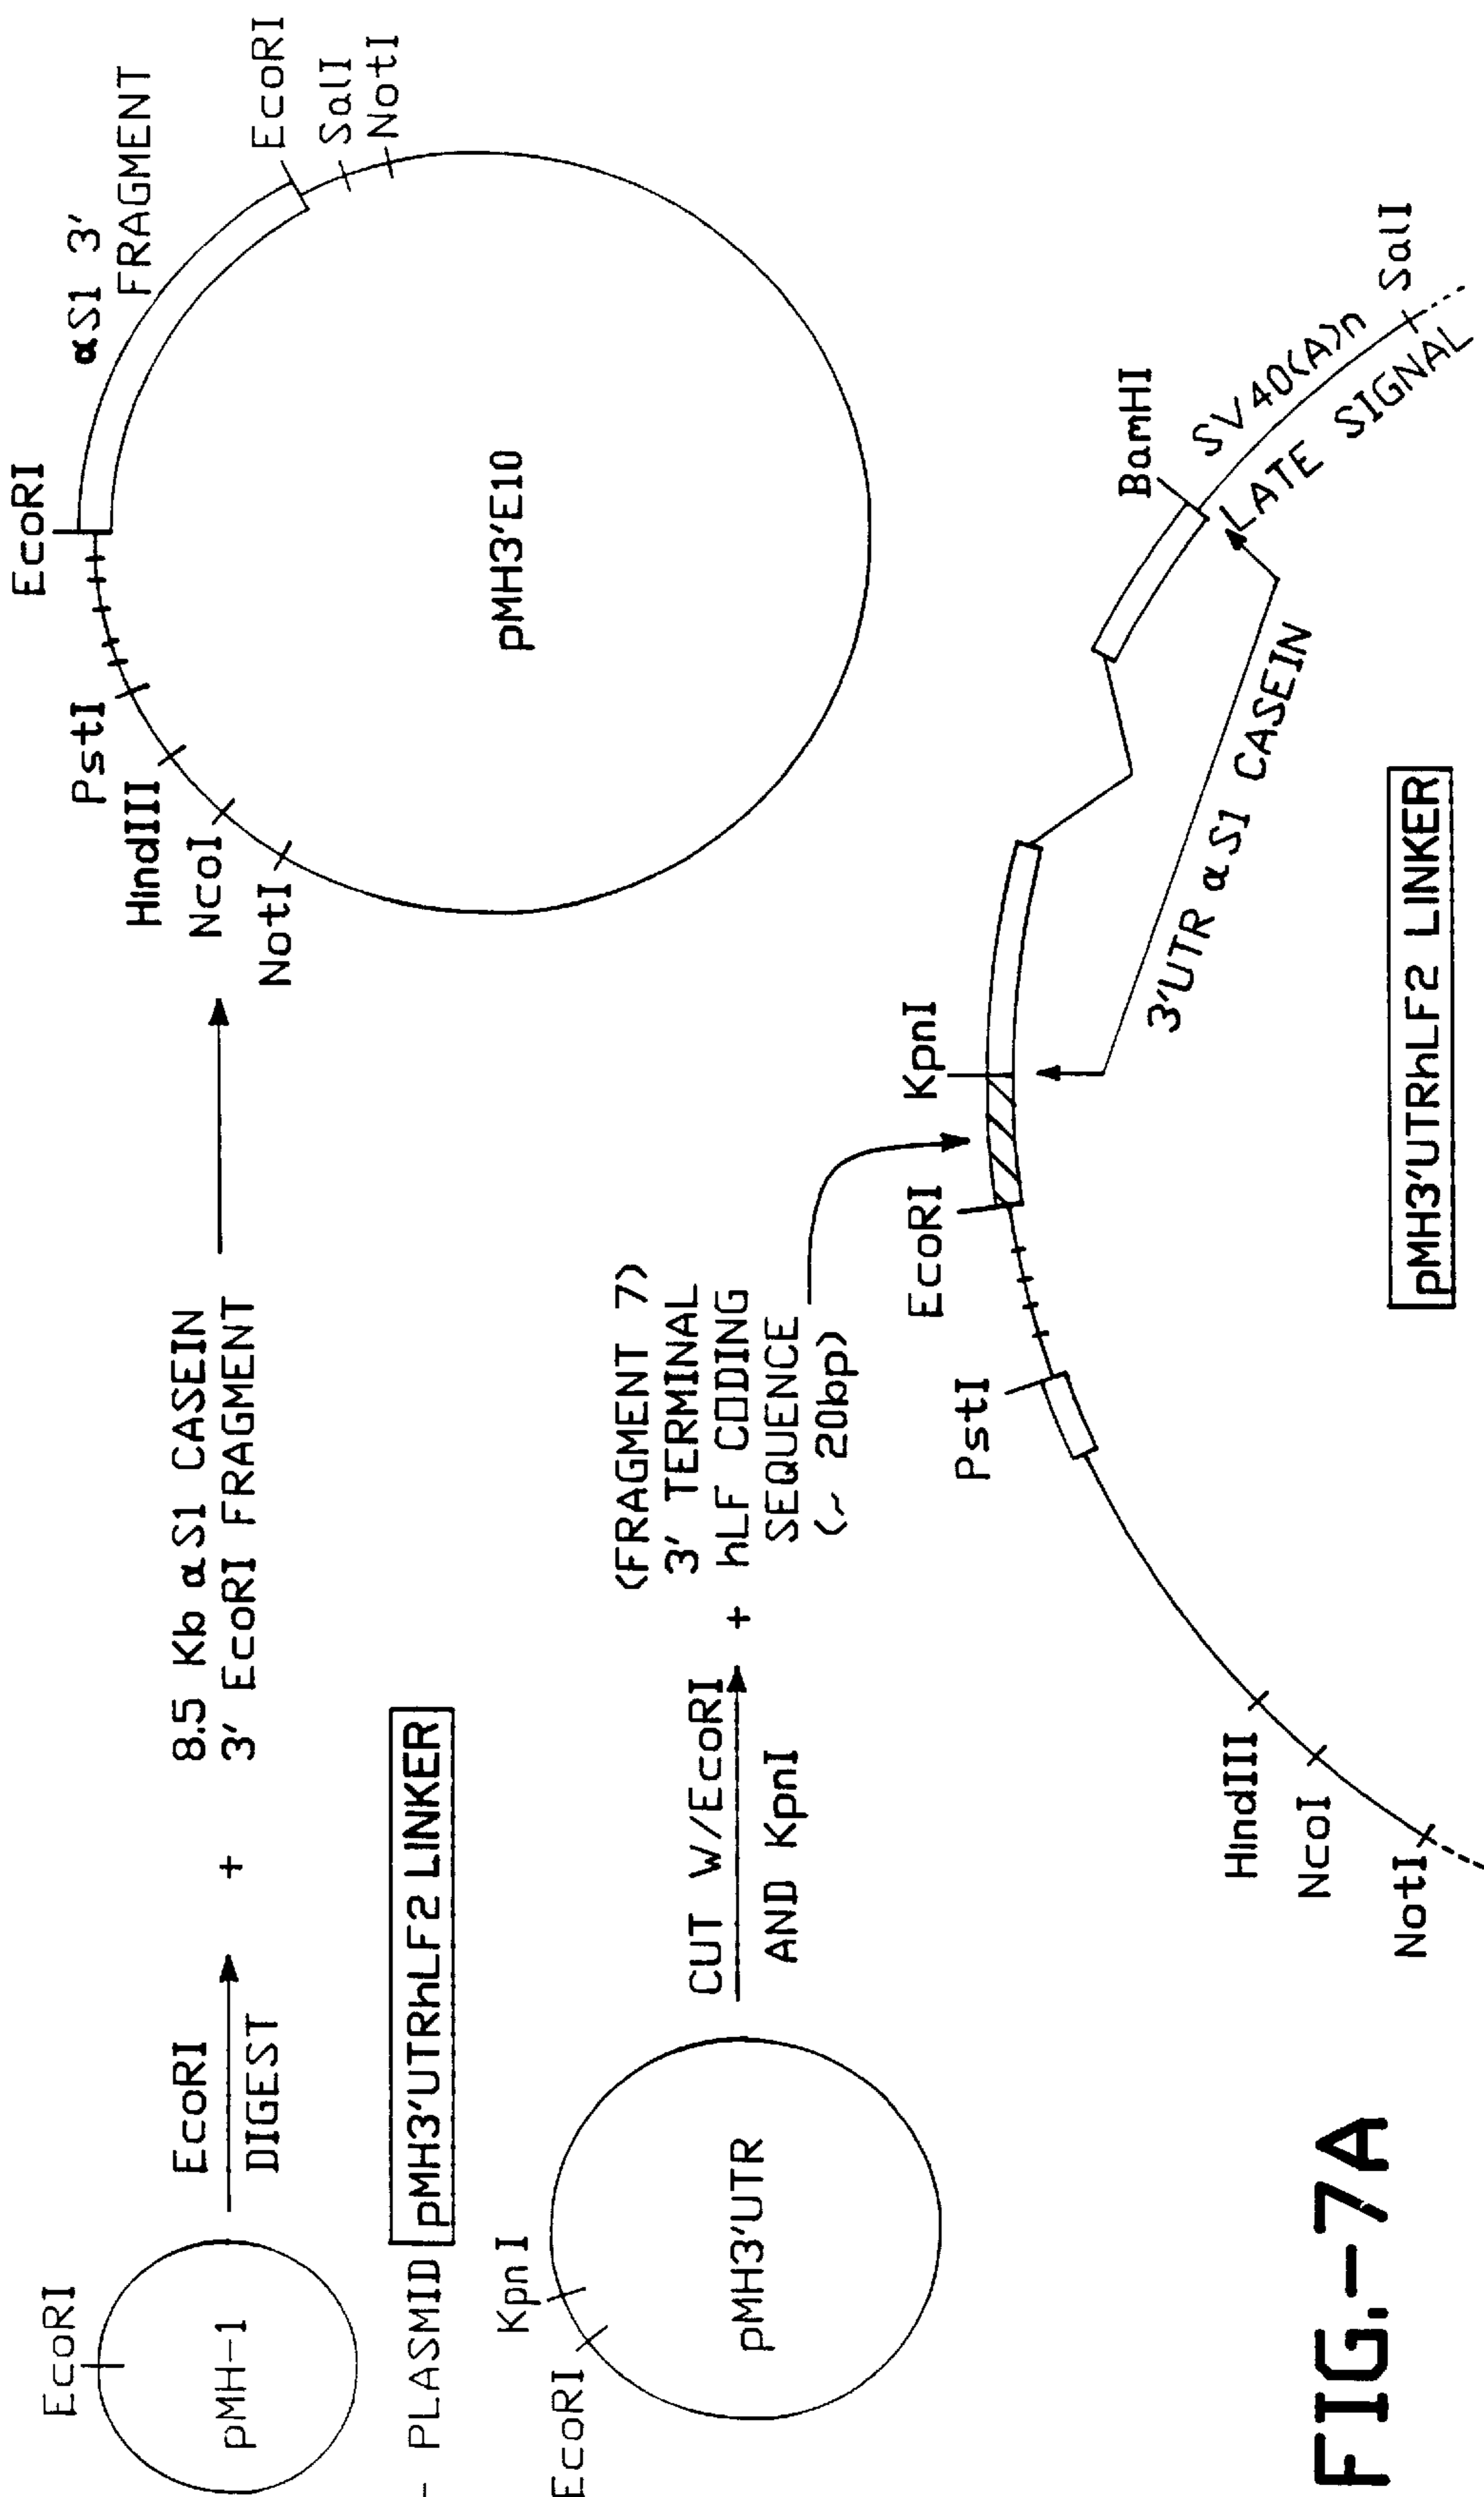 EcoRI
pMH-1
EcoRI
DIGEST
+
8.5 Kb αS1 CASEIN
3' EcoRI FRAGMENT
EcoRI
αS1 3'
FRAGMENT
EcoRI
SalI
NotI
PstI
HindIII
NcoI
NotI
pMH3'E10
- PLASMID pMH3'UTRhLF2 LINKER
KpnI
EcoRI
pMH3'UTR
CUT W/EcoRI
AND KpnI
+
(FRAGMENT 7)
3' TERMINAL
hLF CODING
SEQUENCE
(~ 20bp)
HindIII
NcoI
NotI
PstI
EcoRI
KpnI
BamHI
SV40(A)n
LATE SIGNAL
SalI
3'UTR αS1 CASEIN
pMH3'UTRhLF2 LINKER
FIG.-7A